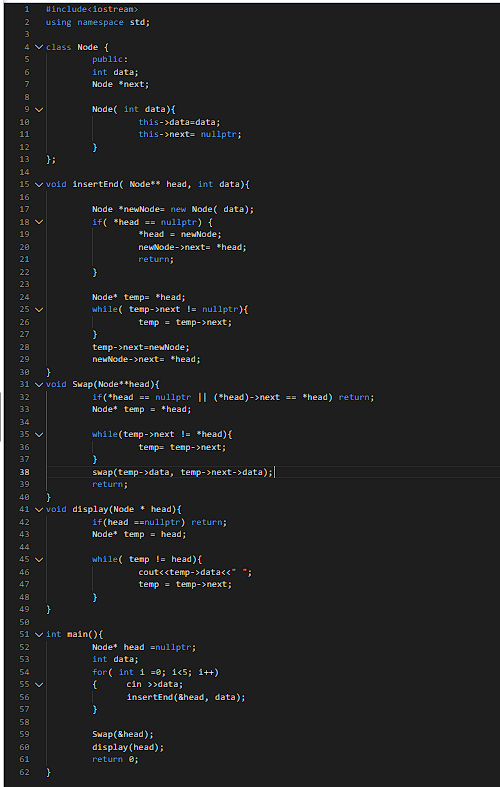 1 #include<iostream>
2 using namespace std;
3
4 class Node {
5 public:
6 int data;
7 Node *next;
8
9 Node( int data){
10 this->data=data;
11 this->next= nullptr;
12 }
13 };
14
15 void insertEnd( Node** head, int data){
16
17 Node *newNode= new Node( data);
18 if( *head == nullptr) {
19 *head = newNode;
20 newNode->next= *head;
21 return;
22 }
23
24 Node* temp= *head;
25 while( temp->next != nullptr){
26 temp = temp->next;
27 }
28 temp->next=newNode;
29 newNode->next= *head;
30 }
31 void Swap(Node**head){
32 if(*head == nullptr || (*head)->next == *head) return;
33 Node* temp = *head;
34
35 while(temp->next != *head){
36 temp= temp->next;
37 }
38 swap(temp->data, temp->next->data);
39 return;
40 }
41 void display(Node * head){
42 if(head ==nullptr) return;
43 Node* temp = head;
44
45 while( temp != head){
46 cout<<temp->data<<" ";
47 temp = temp->next;
48 }
49 }
50
51 int main(){
52 Node* head =nullptr;
53 int data;
54 for( int i =0; i<5; i++)
55 { cin >>data;
56 insertEnd(&head, data);
57 }
58
59 Swap(&head);
60 display(head);
61 return 0;
62 }